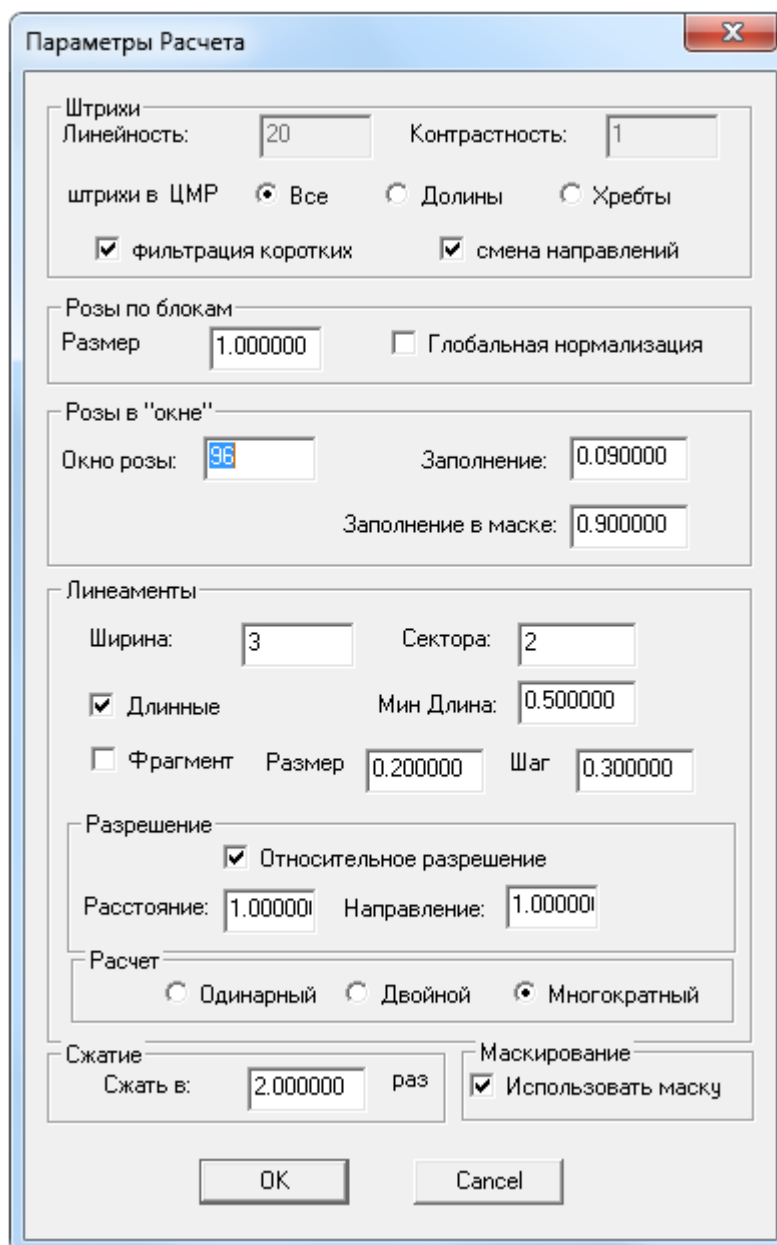 Параметры Расчета
Штрихи
Линейность: 20 Контрастность: 1
штрихи в ЦМР Все Долины Хребты
фильтрация коротких смена направлений
Розы по блокам
Размер 1.000000 Глобальная нормализация
Розы в "окне"
Окно розы: 96 Заполнение: 0.090000
Заполнение в маске: 0.900000
Линеаменты
Ширина: 3 Сектора: 2
Длинные Мин Длина: 0.500000
Фрагмент Размер 0.200000 Шаг 0.300000
Разрешение
Относительное разрешение
Расстояние: 1.000000 Направление: 1.000000
Расчет
Одинарный Двойной Многократный
Сжатие Маскирование
Сжать в: 2.000000 раз Использовать маску
OK Cancel